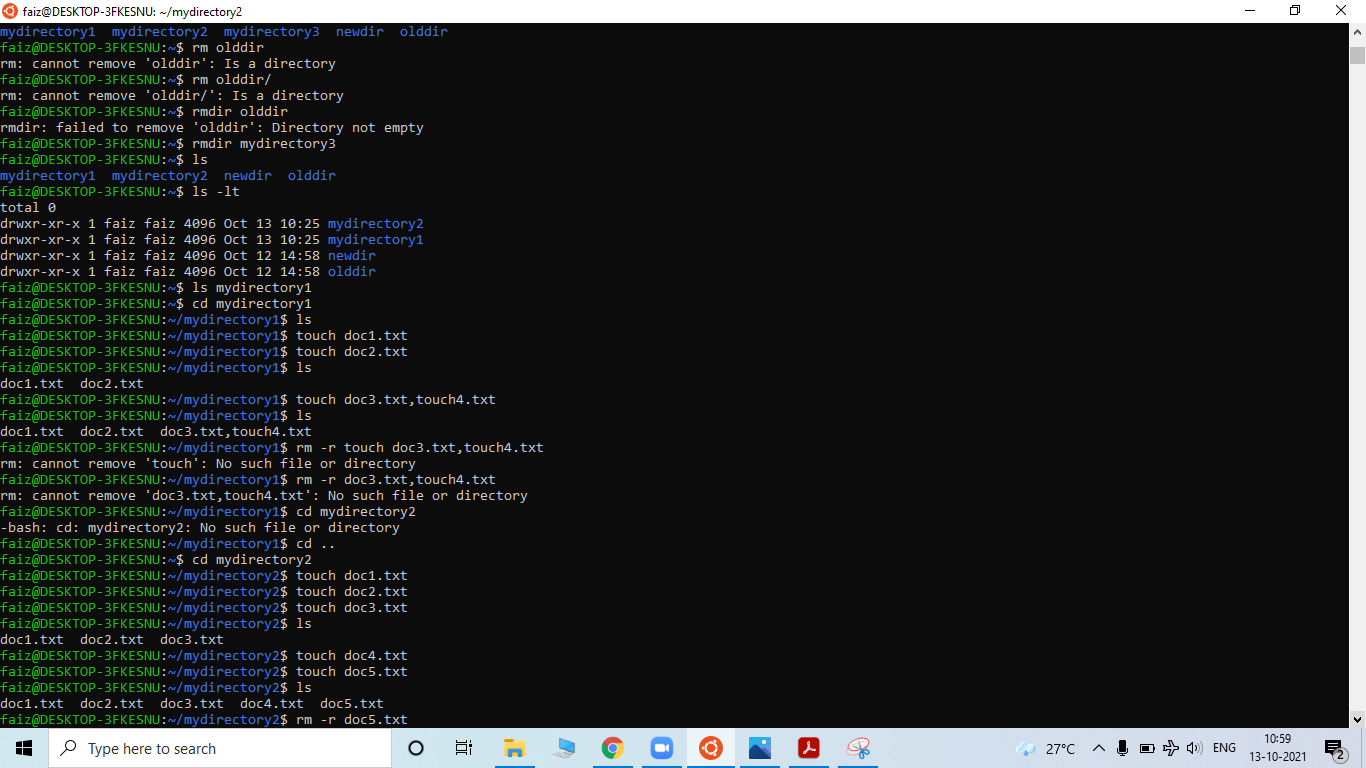 faiz@DESKTOP-3FKESNU: ~/mydirectory2
mydirectory1  mydirectory2  mydirectory3  newdir  olddir
faiz@DESKTOP-3FKESNU:~$ rm olddir
rm: cannot remove 'olddir': Is a directory
faiz@DESKTOP-3FKESNU:~$ rm olddir/
rm: cannot remove 'olddir/': Is a directory
faiz@DESKTOP-3FKESNU:~$ rmdir olddir
rmdir: failed to remove 'olddir': Directory not empty
faiz@DESKTOP-3FKESNU:~$ rmdir mydirectory3
faiz@DESKTOP-3FKESNU:~$ ls
mydirectory1  mydirectory2  newdir  olddir
faiz@DESKTOP-3FKESNU:~$ ls -lt
total 0
drwxr-xr-x 1 faiz faiz 4096 Oct 13 10:25 mydirectory2
drwxr-xr-x 1 faiz faiz 4096 Oct 13 10:25 mydirectory1
drwxr-xr-x 1 faiz faiz 4096 Oct 12 14:58 newdir
drwxr-xr-x 1 faiz faiz 4096 Oct 12 14:58 olddir
faiz@DESKTOP-3FKESNU:~$ ls mydirectory1
faiz@DESKTOP-3FKESNU:~$ cd mydirectory1
faiz@DESKTOP-3FKESNU:~/mydirectory1$ ls
faiz@DESKTOP-3FKESNU:~/mydirectory1$ touch doc1.txt
faiz@DESKTOP-3FKESNU:~/mydirectory1$ touch doc2.txt
faiz@DESKTOP-3FKESNU:~/mydirectory1$ ls
doc1.txt  doc2.txt
faiz@DESKTOP-3FKESNU:~/mydirectory1$ touch doc3.txt,touch4.txt
faiz@DESKTOP-3FKESNU:~/mydirectory1$ ls
doc1.txt  doc2.txt  doc3.txt,touch4.txt
faiz@DESKTOP-3FKESNU:~/mydirectory1$ rm -r touch doc3.txt,touch4.txt
rm: cannot remove 'touch': No such file or directory
faiz@DESKTOP-3FKESNU:~/mydirectory1$ rm -r doc3.txt,touch4.txt
rm: cannot remove 'doc3.txt,touch4.txt': No such file or directory
faiz@DESKTOP-3FKESNU:~/mydirectory1$ cd mydirectory2
-bash: cd: mydirectory2: No such file or directory
faiz@DESKTOP-3FKESNU:~/mydirectory1$ cd ..
faiz@DESKTOP-3FKESNU:~$ cd mydirectory2
faiz@DESKTOP-3FKESNU:~/mydirectory2$ touch doc1.txt
faiz@DESKTOP-3FKESNU:~/mydirectory2$ touch doc2.txt
faiz@DESKTOP-3FKESNU:~/mydirectory2$ touch doc3.txt
faiz@DESKTOP-3FKESNU:~/mydirectory2$ ls
doc1.txt  doc2.txt  doc3.txt
faiz@DESKTOP-3FKESNU:~/mydirectory2$ touch doc4.txt
faiz@DESKTOP-3FKESNU:~/mydirectory2$ touch doc5.txt
faiz@DESKTOP-3FKESNU:~/mydirectory2$ ls
doc1.txt  doc2.txt  doc3.txt  doc4.txt  doc5.txt
faiz@DESKTOP-3FKESNU:~/mydirectory2$ rm -r doc5.txt
Type here to search
27°C
ENG
10:59
13-10-2021
2